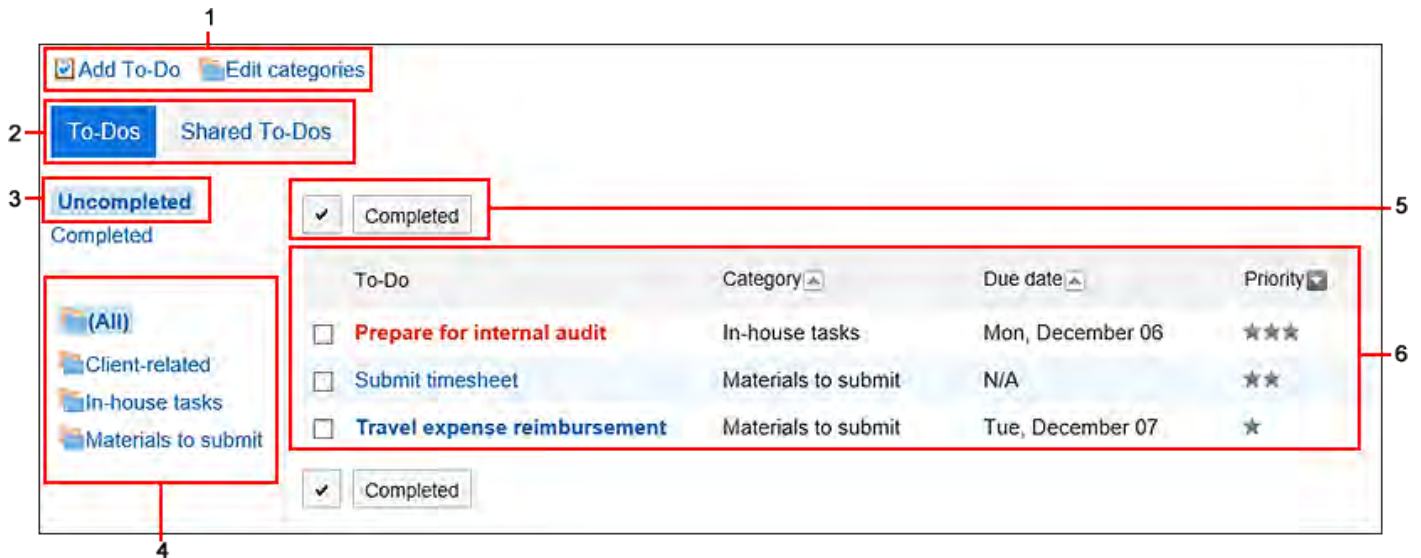 1
Add To-Do Edit categories
2
To-Dos Shared To-Dos
3
Uncompleted
Completed
(All)
Client-related
In-house tasks
Materials to submit
4
Completed
5
To-Do Category Due date Priority
Prepare for internal audit In-house tasks Mon, December 06 ★★★
Submit timesheet Materials to submit N/A ★★
Travel expense reimbursement Materials to submit Tue, December 07 ★
6
Completed